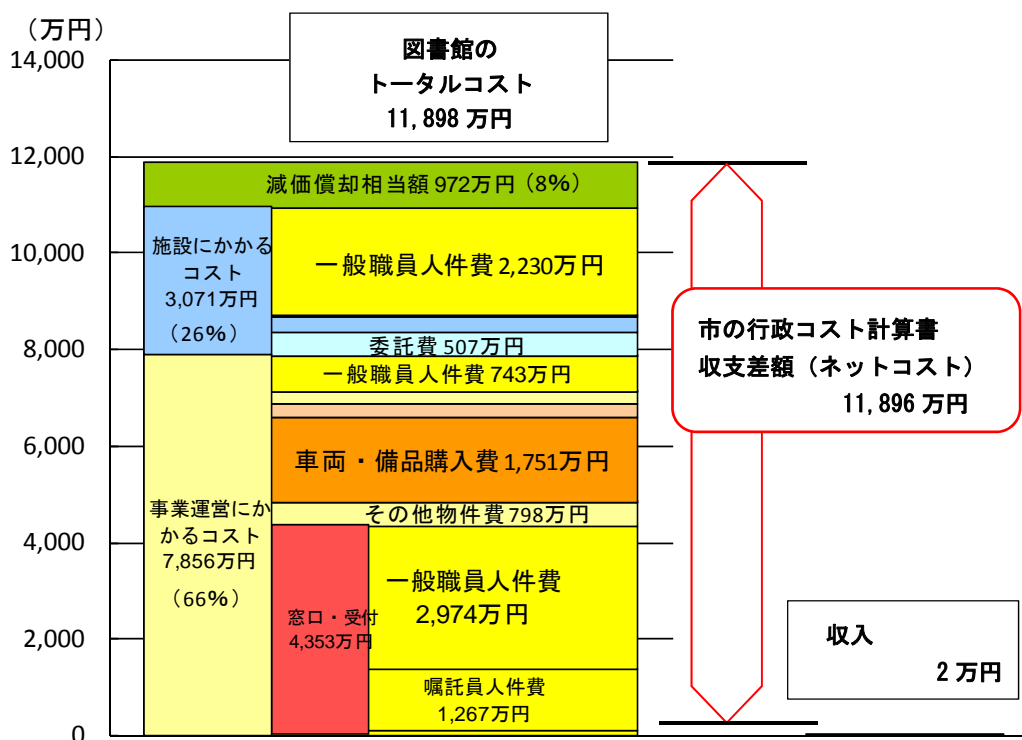 （万円）
14,000
12,000
10,000
8,000
6,000
4,000
2,000
0
図書館の
トータルコスト
11,898 万円
減価償却相当額 972万円（8%）
施設にかかる
コスト
3,071万円
（26%）
一般職員人件費 2,230万円
委託費 507万円
一般職員人件費 743万円
車両・備品購入費 1,751万円
その他物件費 798万円
事業運営にか
かるコスト
7,856万円
（66%）
窓口・受付
4,353万円
一般職員人件費
2,974万円
嘱託員人件費
1,267万円
市の行政コスト計算書
収支差額（ネットコスト）
11,896 万円
収入
2 万円